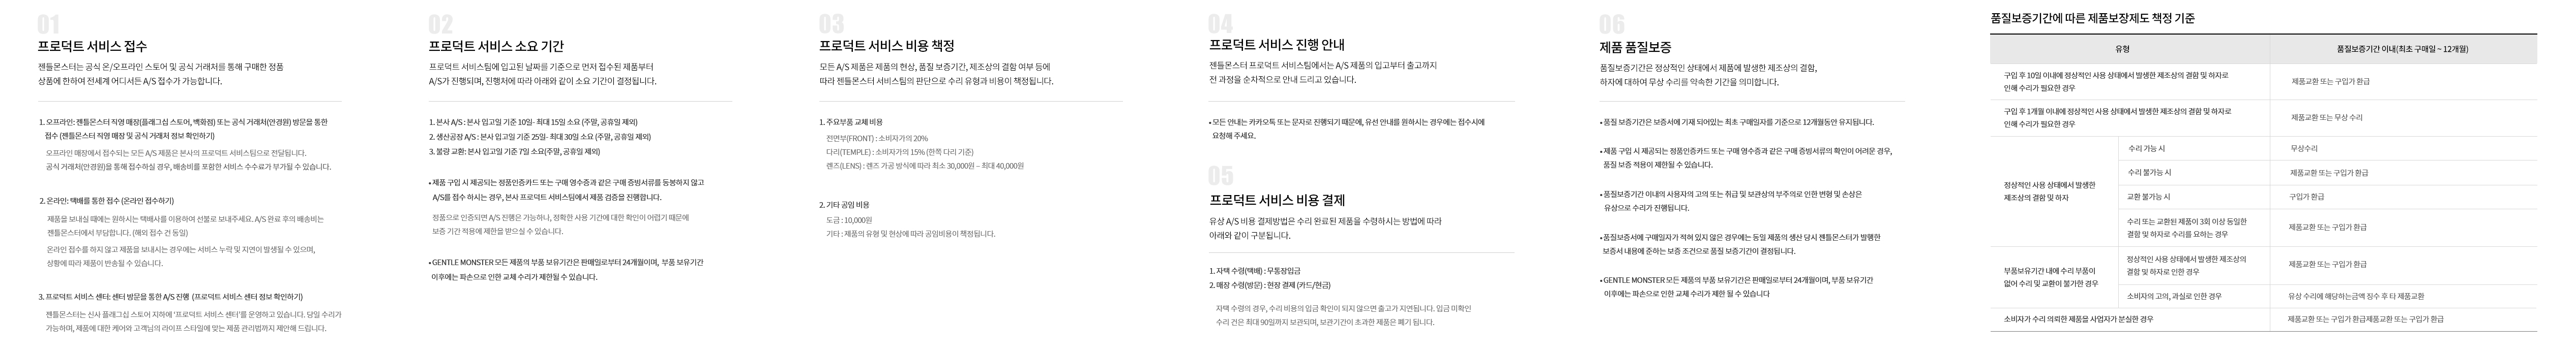 01
프로덕트 서비스 접수
젠틀몬스터는 공식 온/오프라인 스토어 및 공식 거래처를 통해 구매한 정품
상품에 한하여 전세계 어디서든 A/S 접수가 가능합니다.
1. 오프라인: 젠틀몬스터 직영 매장(플래그십 스토어, 백화점) 또는 공식 거래처(안경원) 방문을 통한
접수 (젠틀몬스터 직영 매장 및 공식 거래처 정보 확인하기)
오프라인 매장에서 접수되는 모든 A/S 제품은 본사의 프로덕트 서비스팀으로 전달됩니다.
공식 거래처(안경원)을 통해 접수하실 경우, 배송비를 포함한 서비스 수수료가 부가될 수 있습니다.
2. 온라인: 택배를 통한 접수 (온라인 접수하기)
제품을 보내실 때에는 원하시는 택배사를 이용하여 선불로 보내주세요. A/S 완료 후의 배송비는
젠틀몬스터에서 부담합니다. (해외 접수 건 동일)
온라인 접수를 하지 않고 제품을 보내시는 경우에는 서비스 누락 및 지연이 발생될 수 있으며,
상황에 따라 제품이 반송될 수 있습니다.
3. 프로덕트 서비스 센터: 센터 방문을 통한 A/S 진행 (프로덕트 서비스 센터 정보 확인하기)
젠틀몬스터는 신사 플래그십 스토어 지하에 '프로덕트 서비스 센터'를 운영하고 있습니다. 당일 수리가
가능하며, 제품에 대한 케어와 고객님의 라이프 스타일에 맞는 제품 관리법까지 제안해 드립니다.
02
프로덕트 서비스 소요 기간
프로덕트 서비스팀에 입고된 날짜를 기준으로 먼저 접수된 제품부터
A/S가 진행되며, 진행처에 따라 아래와 같이 소요 기간이 결정됩니다.
1. 본사 A/S : 본사 입고일 기준 10일- 최대 15일 소요 (주말, 공휴일 제외)
2. 생산공장 A/S : 본사 입고일 기준 25일- 최대 30일 소요 (주말, 공휴일 제외)
3. 불량 교환: 본사 입고일 기준 7일 소요(주말, 공휴일 제외)
• 제품 구입 시 제공되는 정품인증카드 또는 구매 영수증과 같은 구매 증빙서류를 동봉하지 않고
A/S를 접수 하시는 경우, 본사 프로덕트 서비스팀에서 제품 검증을 진행합니다.
정품으로 인증되면 A/S 진행은 가능하나, 정확한 사용 기간에 대한 확인이 어렵기 때문에
보증 기간 적용에 제한을 받으실 수 있습니다.
• GENTLE MONSTER 모든 제품의 부품 보유기간은 판매일로부터 24개월이며, 부품 보유기간
이후에는 파손으로 인한 교체 수리가 제한될 수 있습니다.
03
프로덕트 서비스 비용 책정
모든 A/S 제품은 제품의 현상, 품질 보증기간, 제조상의 결함 여부 등에
따라 젠틀몬스터 서비스팀의 판단으로 수리 유형과 비용이 책정됩니다.
1. 주요부품 교체 비용
전면부(FRONT) : 소비자가의 20%
다리(TEMPLE) : 소비자가의 15% (한쪽 다리 기준)
렌즈(LENS) : 렌즈 가공 방식에 따라 최소 30,000원 – 최대 40,000원
2. 기타 공임 비용
도금 : 10,000원
기타 : 제품의 유형 및 현상에 따라 공임비용이 책정됩니다.
04
프로덕트 서비스 진행 안내
젠틀몬스터 프로덕트 서비스팀에서는 A/S 제품의 입고부터 출고까지
전 과정을 순차적으로 안내 드리고 있습니다.
• 모든 안내는 카카오톡 또는 문자로 진행되기 때문에, 유선 안내를 원하시는 경우에는 접수시에
요청해 주세요.
05
프로덕트 서비스 비용 결제
유상 A/S 비용 결제방법은 수리 완료된 제품을 수령하시는 방법에 따라
아래와 같이 구분됩니다.
1. 자택 수령(택배) : 무통장입금
2. 매장 수령(방문) : 현장 결제 (카드/현금)
자택 수령의 경우, 수리 비용의 입금 확인이 되지 않으면 출고가 지연됩니다. 입금 미확인
수리 건은 최대 90일까지 보관되며, 보관기간이 초과한 제품은 폐기 됩니다.
06
제품 품질보증
품질보증기간은 정상적인 상태에서 제품에 발생한 제조상의 결함,
하자에 대하여 무상 수리를 약속한 기간을 의미합니다.
• 품질 보증기간은 보증서에 기재 되어있는 최초 구매일자를 기준으로 12개월동안 유지됩니다.
• 제품 구입 시 제공되는 정품인증카드 또는 구매 영수증과 같은 구매 증빙서류의 확인이 어려운 경우,
품질 보증 적용이 제한될 수 있습니다.
• 품질보증기간 이내의 사용자의 고의 또는 취급 및 보관상의 부주의로 인한 변형 및 손상은
유상으로 수리가 진행됩니다.
• 품질보증서에 구매일자가 적혀 있지 않은 경우에는 동일 제품의 생산 당시 젠틀몬스터가 발행한
보증서 내용에 준하는 보증 조건으로 품질 보증기간이 결정됩니다.
• GENTLE MONSTER 모든 제품의 부품 보유기간은 판매일로부터 24개월이며, 부품 보유기간
이후에는 파손으로 인한 교체 수리가 제한 될 수 있습니다
품질보증기간에 따른 제품보장제도 책정 기준
유형
품질보증기간 이내(최초 구매일 ~ 12개월)
구입 후 10일 이내에 정상적인 사용 상태에서 발생한 제조상의 결함 및 하자로
인해 수리가 필요한 경우
제품교환 또는 구입가 환급
구입 후 1개월 이내에 정상적인 사용 상태에서 발생한 제조상의 결함 및 하자로
인해 수리가 필요한 경우
제품교환 또는 무상 수리
정상적인 사용 상태에서 발생한
제조상의 결함 및 하자
수리 가능 시
무상수리
수리 불가능 시
제품교환 또는 구입가 환급
교환 불가능 시
구입가 환급
수리 또는 교환된 제품이 3회 이상 동일한
결함 및 하자로 수리를 요하는 경우
제품교환 또는 구입가 환급
부품보유기간 내에 수리 부품이
없어 수리 및 교환이 불가한 경우
정상적인 사용 상태에서 발생한 제조상의
결함 및 하자로 인한 경우
제품교환 또는 구입가 환급
소비자의 고의, 과실로 인한 경우
유상 수리에 해당하는금액 징수 후 타 제품교환
소비자가 수리 의뢰한 제품을 사업자가 분실한 경우
제품교환 또는 구입가 환급제품교환 또는 구입가 환급